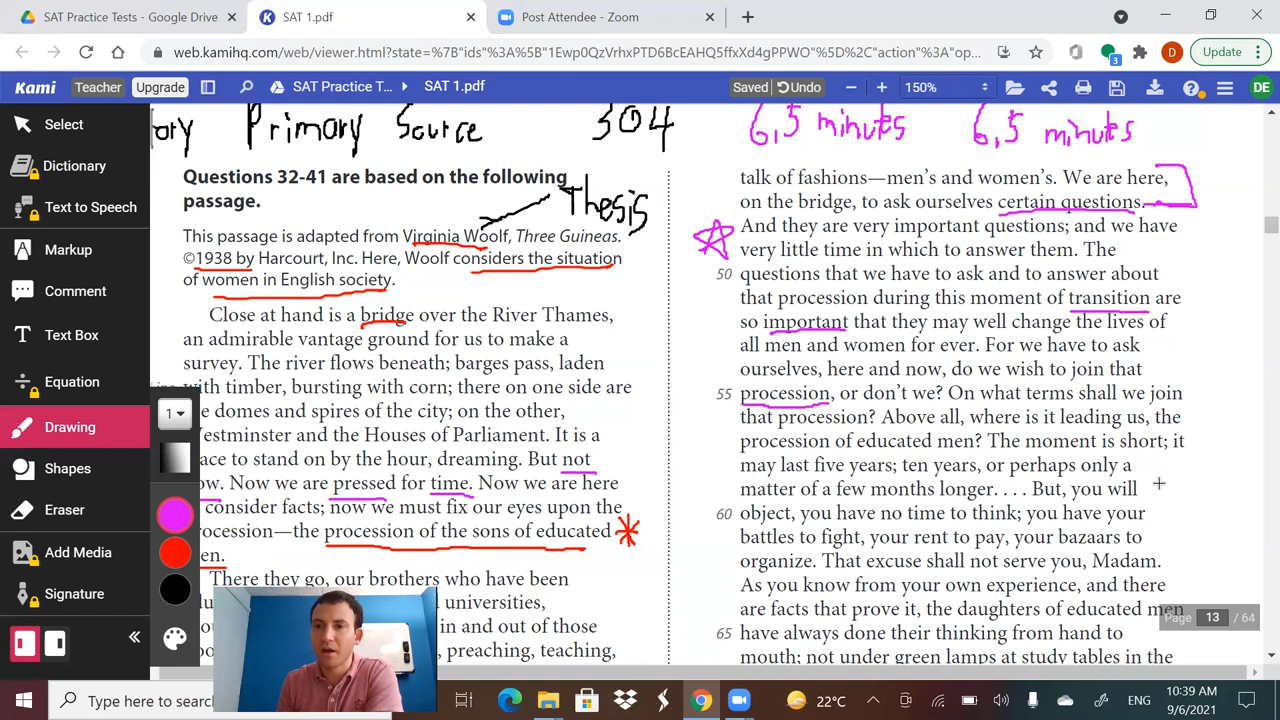 SAT Practice Tests - Google Drive
SAT 1.pdf
Post Attendee - Zoom
web.kamihq.com/web/viewer.html?state=%7B"ids"%3A%5B"1Ewp0QzVrhxPTD6BcEAHQ5ffxXd4gPPWO"%5D%2C"action"%3A"op...
Update
Kami
Teacher
Upgrade
SAT Practice T...
SAT 1.pdf
Saved
Undo
150%
DE
Select
Dictionary
Text to Speech
Markup
Comment
Text Box
Equation
Drawing
Shapes
Eraser
Add Media
Signature
1
Primary Source 304
6,5 minutes 6,5 minutes
Thesis
Questions 32-41 are based on the following
passage.
This passage is adapted from Virginia Woolf, Three Guineas.
©1938 by Harcourt, Inc. Here, Woolf considers the situation
of women in English society.
Close at hand is a bridge over the River Thames,
an admirable vantage ground for us to make a
survey. The river flows beneath; barges pass, laden
with timber, bursting with corn; there on one side are
domes and spires of the city; on the other,
Westminster and the Houses of Parliament. It is a
to stand on by the hour, dreaming. But not
Now we are pressed for time. Now we are here
consider facts; now we must fix our eyes upon the
procession—the procession of the sons of educated
There they go, our brothers who have been
universities,
in and out of those
preaching, teaching,
talk of fashions—men's and women's. We are here,
on the bridge, to ask ourselves certain questions.
And they are very important questions; and we have
very little time in which to answer them. The
50 questions that we have to ask and to answer about
that procession during this moment of transition are
so important that they may well change the lives of
all men and women for ever. For we have to ask
ourselves, here and now, do we wish to join that
55 procession, or don't we? On what terms shall we join
that procession? Above all, where is it leading us, the
procession of educated men? The moment is short; it
may last five years; ten years, or perhaps only a
matter of a few months longer. . . . But, you will
60 object, you have no time to think; you have your
battles to fight, your rent to pay, your bazaars to
organize. That excuse shall not serve you, Madam.
As you know from your own experience, and there
are facts that prove it, the daughters of educated men
65 have always done their thinking from hand to
mouth; not under green lamps at study tables in the
Page 13 / 64
Type here to
22°C
ENG
10:39 AM
9/6/2021